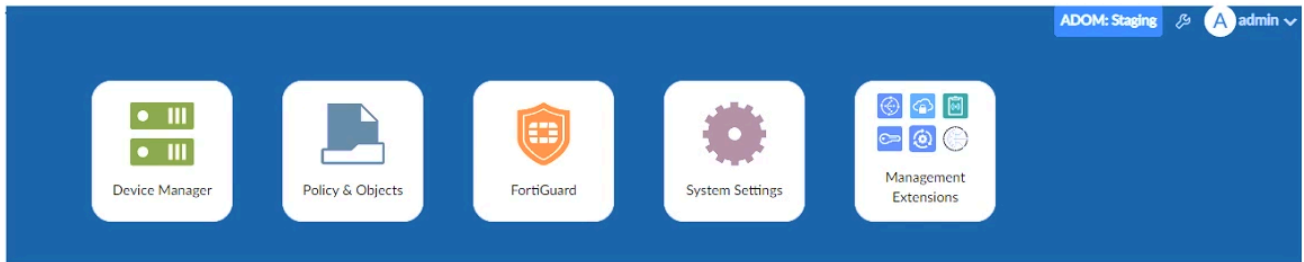 ADOM: Staging
A admin
Device Manager
Policy & Objects
FortiGuard
System Settings
Management
Extensions